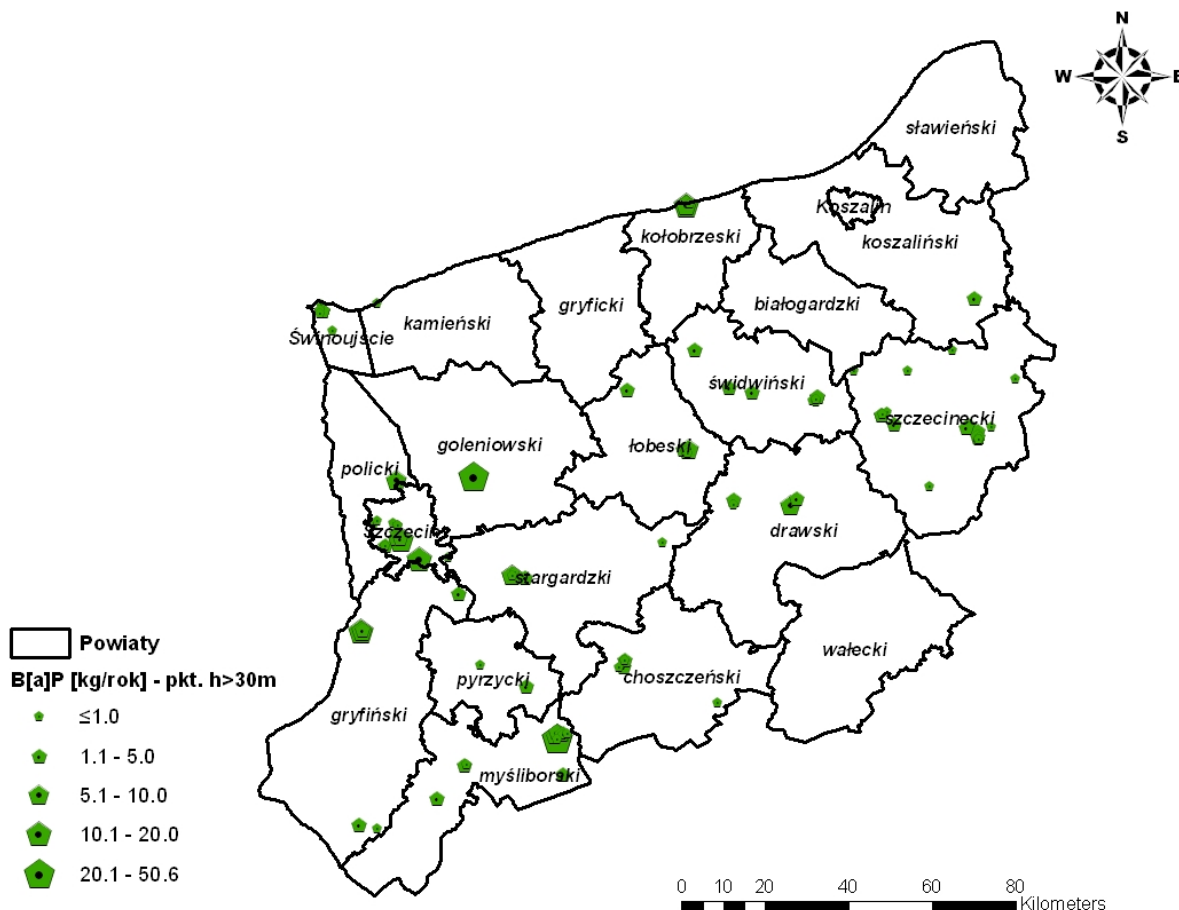 N
W E
S
sławieński
Koszalin
koszaliński
kołobrzeski
białogardzki
gryficki
kamieński
Świnoujście
świdwiński
szczecinecki
łobeski
goleniowski
policki
Szczecin
drawski
stargardzki
wałecki
choszczeński
pyrzycki
gryfiński
myśliborski
Powiaty
B[a]P [kg/rok] - pkt. h>30m
≤1.0
1.1 - 5.0
5.1 - 10.0
10.1 - 20.0
20.1 - 50.6
0 10 20 40 60 80
Kilometers